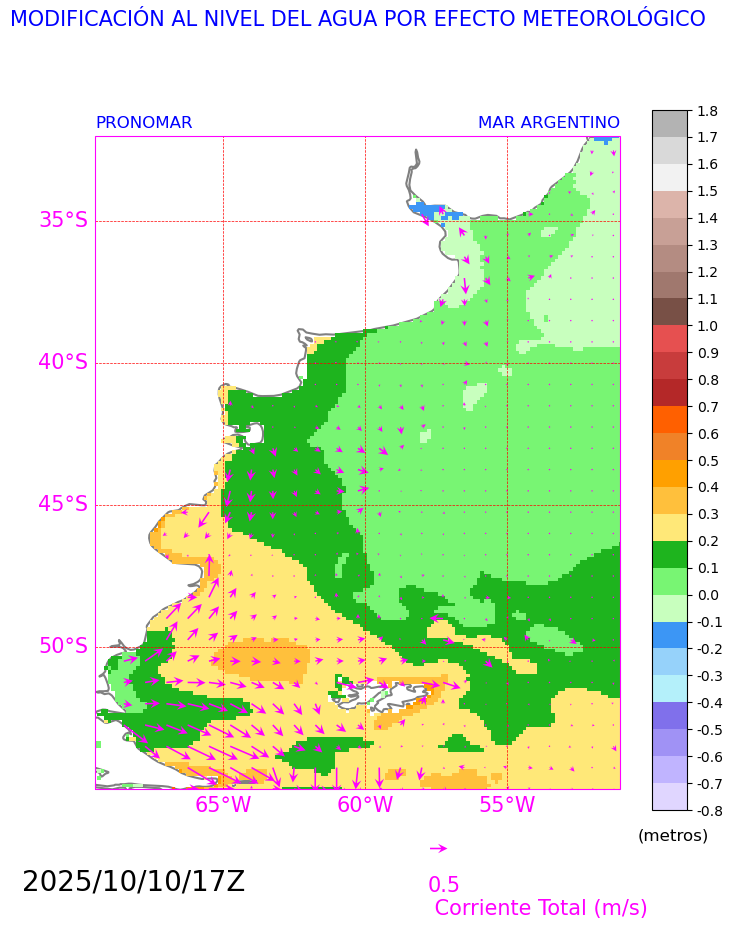 MODIFICACIÓN AL NIVEL DEL AGUA POR EFECTO METEOROLÓGICO
PRONOMAR
MAR ARGENTINO
35°S
40°S
45°S
50°S
65°W
60°W
55°W
1.8
1.7
1.6
1.5
1.4
1.3
1.2
1.1
1.0
0.9
0.8
0.7
0.6
0.5
0.4
0.3
0.2
0.1
0.0
-0.1
-0.2
-0.3
-0.4
-0.5
-0.6
-0.7
-0.8
(metros)
2025/10/10/17Z
0.5
Corriente Total (m/s)